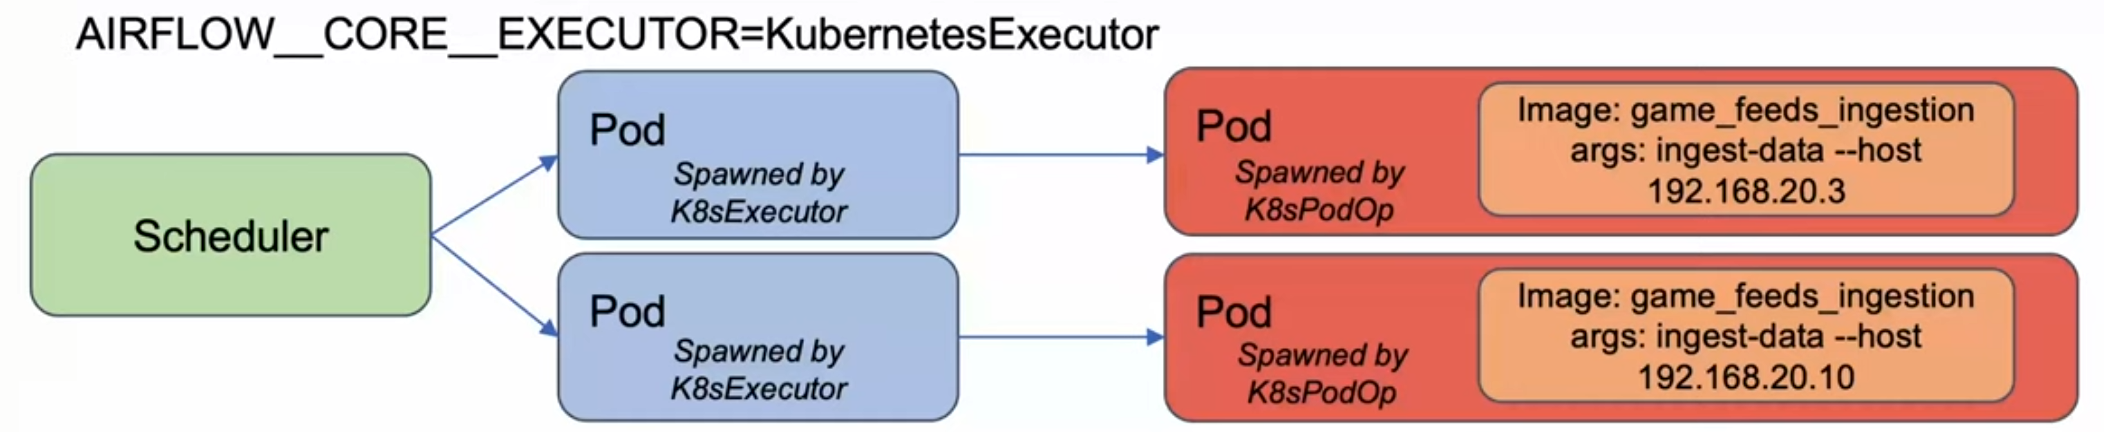 AIRFLOW__CORE__EXECUTOR=KubernetesExecutor
Scheduler
Pod
Spawned by
K8sExecutor
Pod
Spawned by
K8sPodOp
Image: game_feeds_ingestion
args: ingest-data --host
192.168.20.3
Pod
Spawned by
K8sExecutor
Pod
Spawned by
K8sPodOp
Image: game_feeds_ingestion
args: ingest-data --host
192.168.20.10